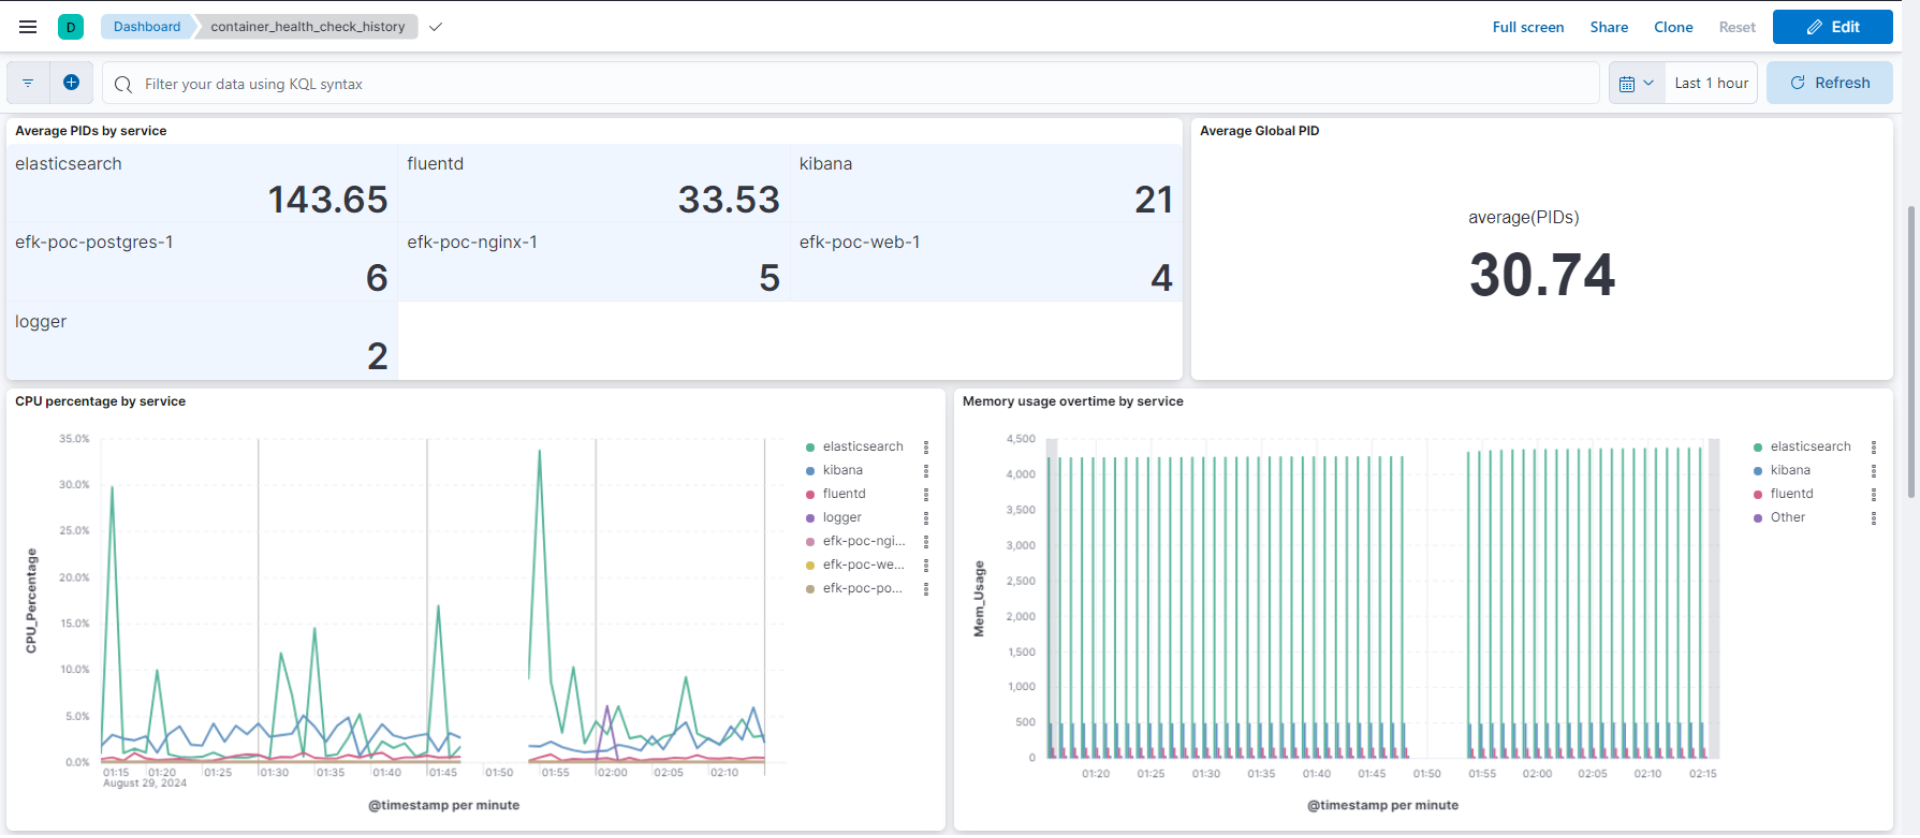 D Dashboard container_health_check_history Full screen Share Clone Reset Edit
Filter your data using KQL syntax Last 1 hour Refresh
Average PIDs by service
elasticsearch
143.65
fluentd
33.53
kibana
21
efk-poc-postgres-1
6
efk-poc-nginx-1
5
efk-poc-web-1
4
logger
2
Average Global PID
average(PIDs)
30.74
CPU percentage by service
CPU_Percentage
35.0%
30.0%
25.0%
20.0%
15.0%
10.0%
5.0%
0.0%
01:15 01:20 01:25 01:30 01:35 01:40 01:45 01:50 01:55 02:00 02:05 02:10
August 29, 2024
@timestamp per minute
elasticsearch
kibana
fluentd
logger
efk-poc-ngi...
efk-poc-we...
efk-poc-po...
Memory usage overtime by service
Mem_Usage
4,500
4,000
3,500
3,000
2,500
2,000
1,500
1,000
500
0
01:20 01:25 01:30 01:35 01:40 01:45 01:50 01:55 02:00 02:05 02:10 02:15
@timestamp per minute
elasticsearch
kibana
fluentd
Other